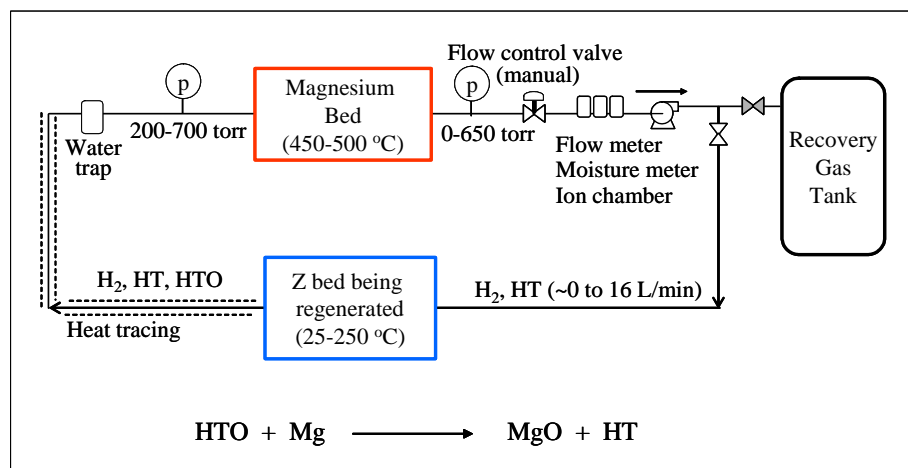 Flow control valve
(manual)
p
p
Magnesium
Bed
(450-500 °C)
200-700 torr
0-650 torr
Water
trap
Flow meter
Moisture meter
Ion chamber
Recovery
Gas
Tank
H₂, HT, HTO
Heat tracing
Z bed being
regenerated
(25-250 °C)
H₂, HT (~0 to 16 L/min)
HTO + Mg ⟶ MgO + HT